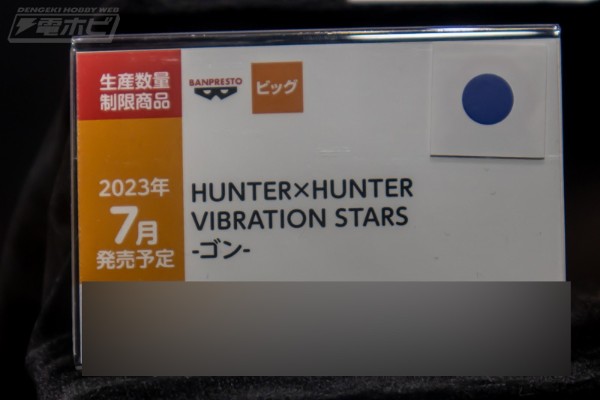 DENGEKI HOBBY WEB
電ホビ
生産数量
制限商品
BANPRESTO
ビッグ
2023年
7月
発売予定
HUNTER×HUNTER
VIBRATION STARS
-ゴン-